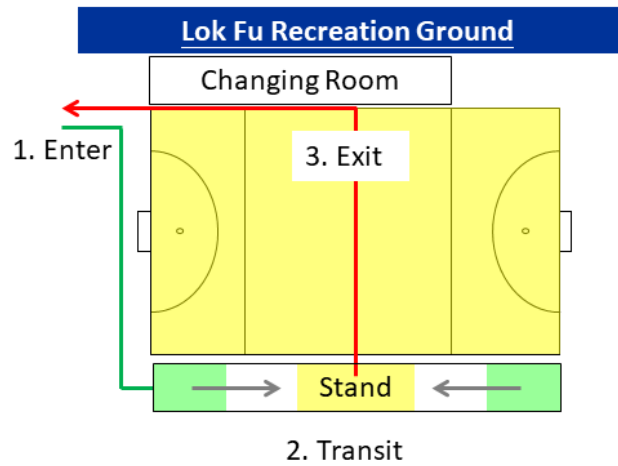 Lok Fu Recreation Ground
Changing Room
1. Enter
3. Exit
Stand
2. Transit